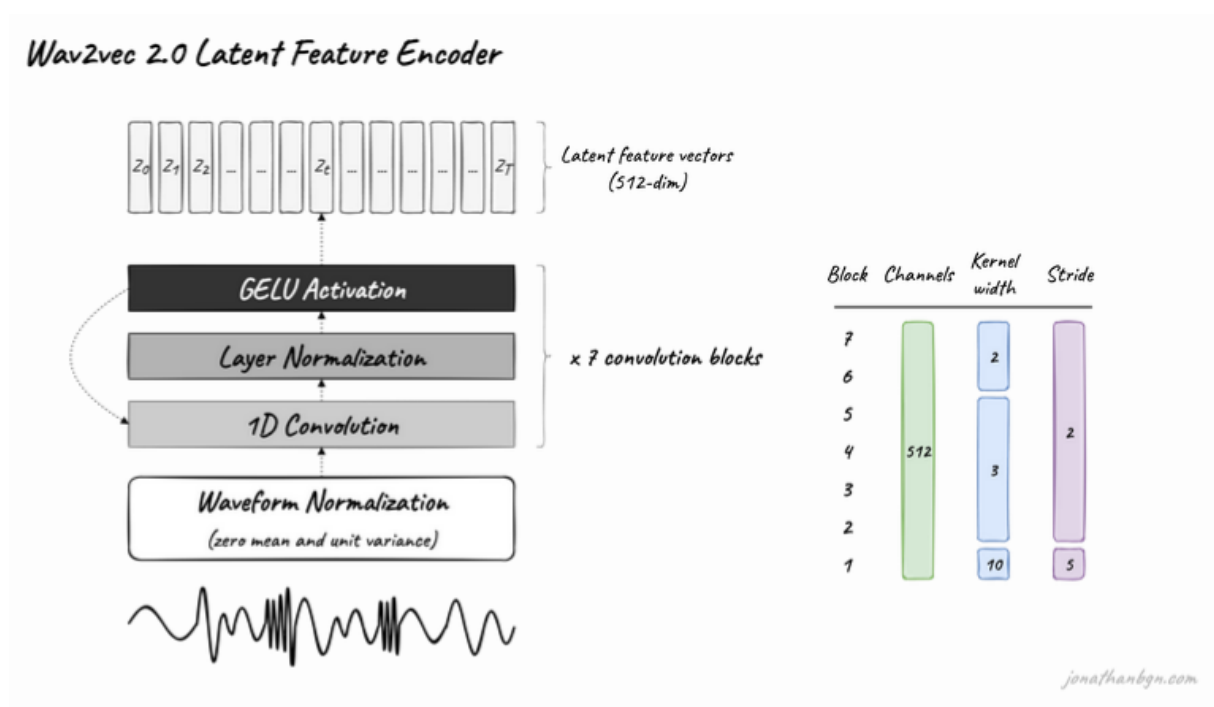 Wav2vec 2.0 Latent Feature Encoder
Z0 Z1 Z2 ... ... ... Zt ... ... ... ... ... ZT
Latent feature vectors
(512-dim)
GELU Activation
Layer Normalization
x 7 convolution blocks
1D Convolution
Waveform Normalization
(zero mean and unit variance)
Block Channels Kernel width Stride
7
2
6
5
2
4
512
3
3
2
1
10
5
jonathanbgn.com